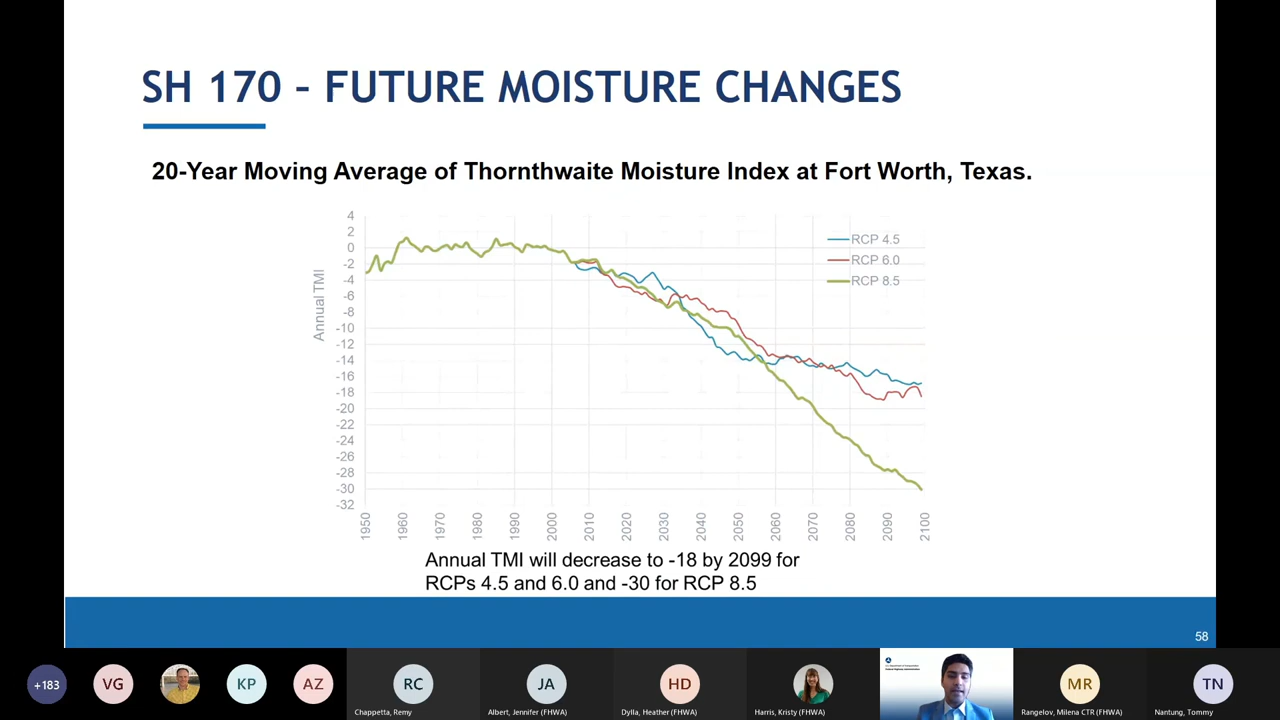 SH 170 – FUTURE MOISTURE CHANGES
20-Year Moving Average of Thornthwaite Moisture Index at Fort Worth, Texas.
Annual TMI
4
2
0
-2
-4
-6
-8
-10
-12
-14
-16
-18
-20
-22
-24
-26
-28
-30
-32
RCP 4.5
RCP 6.0
RCP 8.5
1950
1960
1970
1980
1990
2000
2010
2020
2030
2040
2050
2060
2070
2080
2090
2100
Annual TMI will decrease to -18 by 2099 for
RCPs 4.5 and 6.0 and -30 for RCP 8.5
58
+183
VG
KP
AZ
RC
Chappetta, Remy
JA
Albert, Jennifer (FHWA)
HD
Dylla, Heather (FHWA)
Harris, Kristy (FHWA)
MR
Rangelov, Milena CTR (FHWA)
TN
Nantung, Tommy